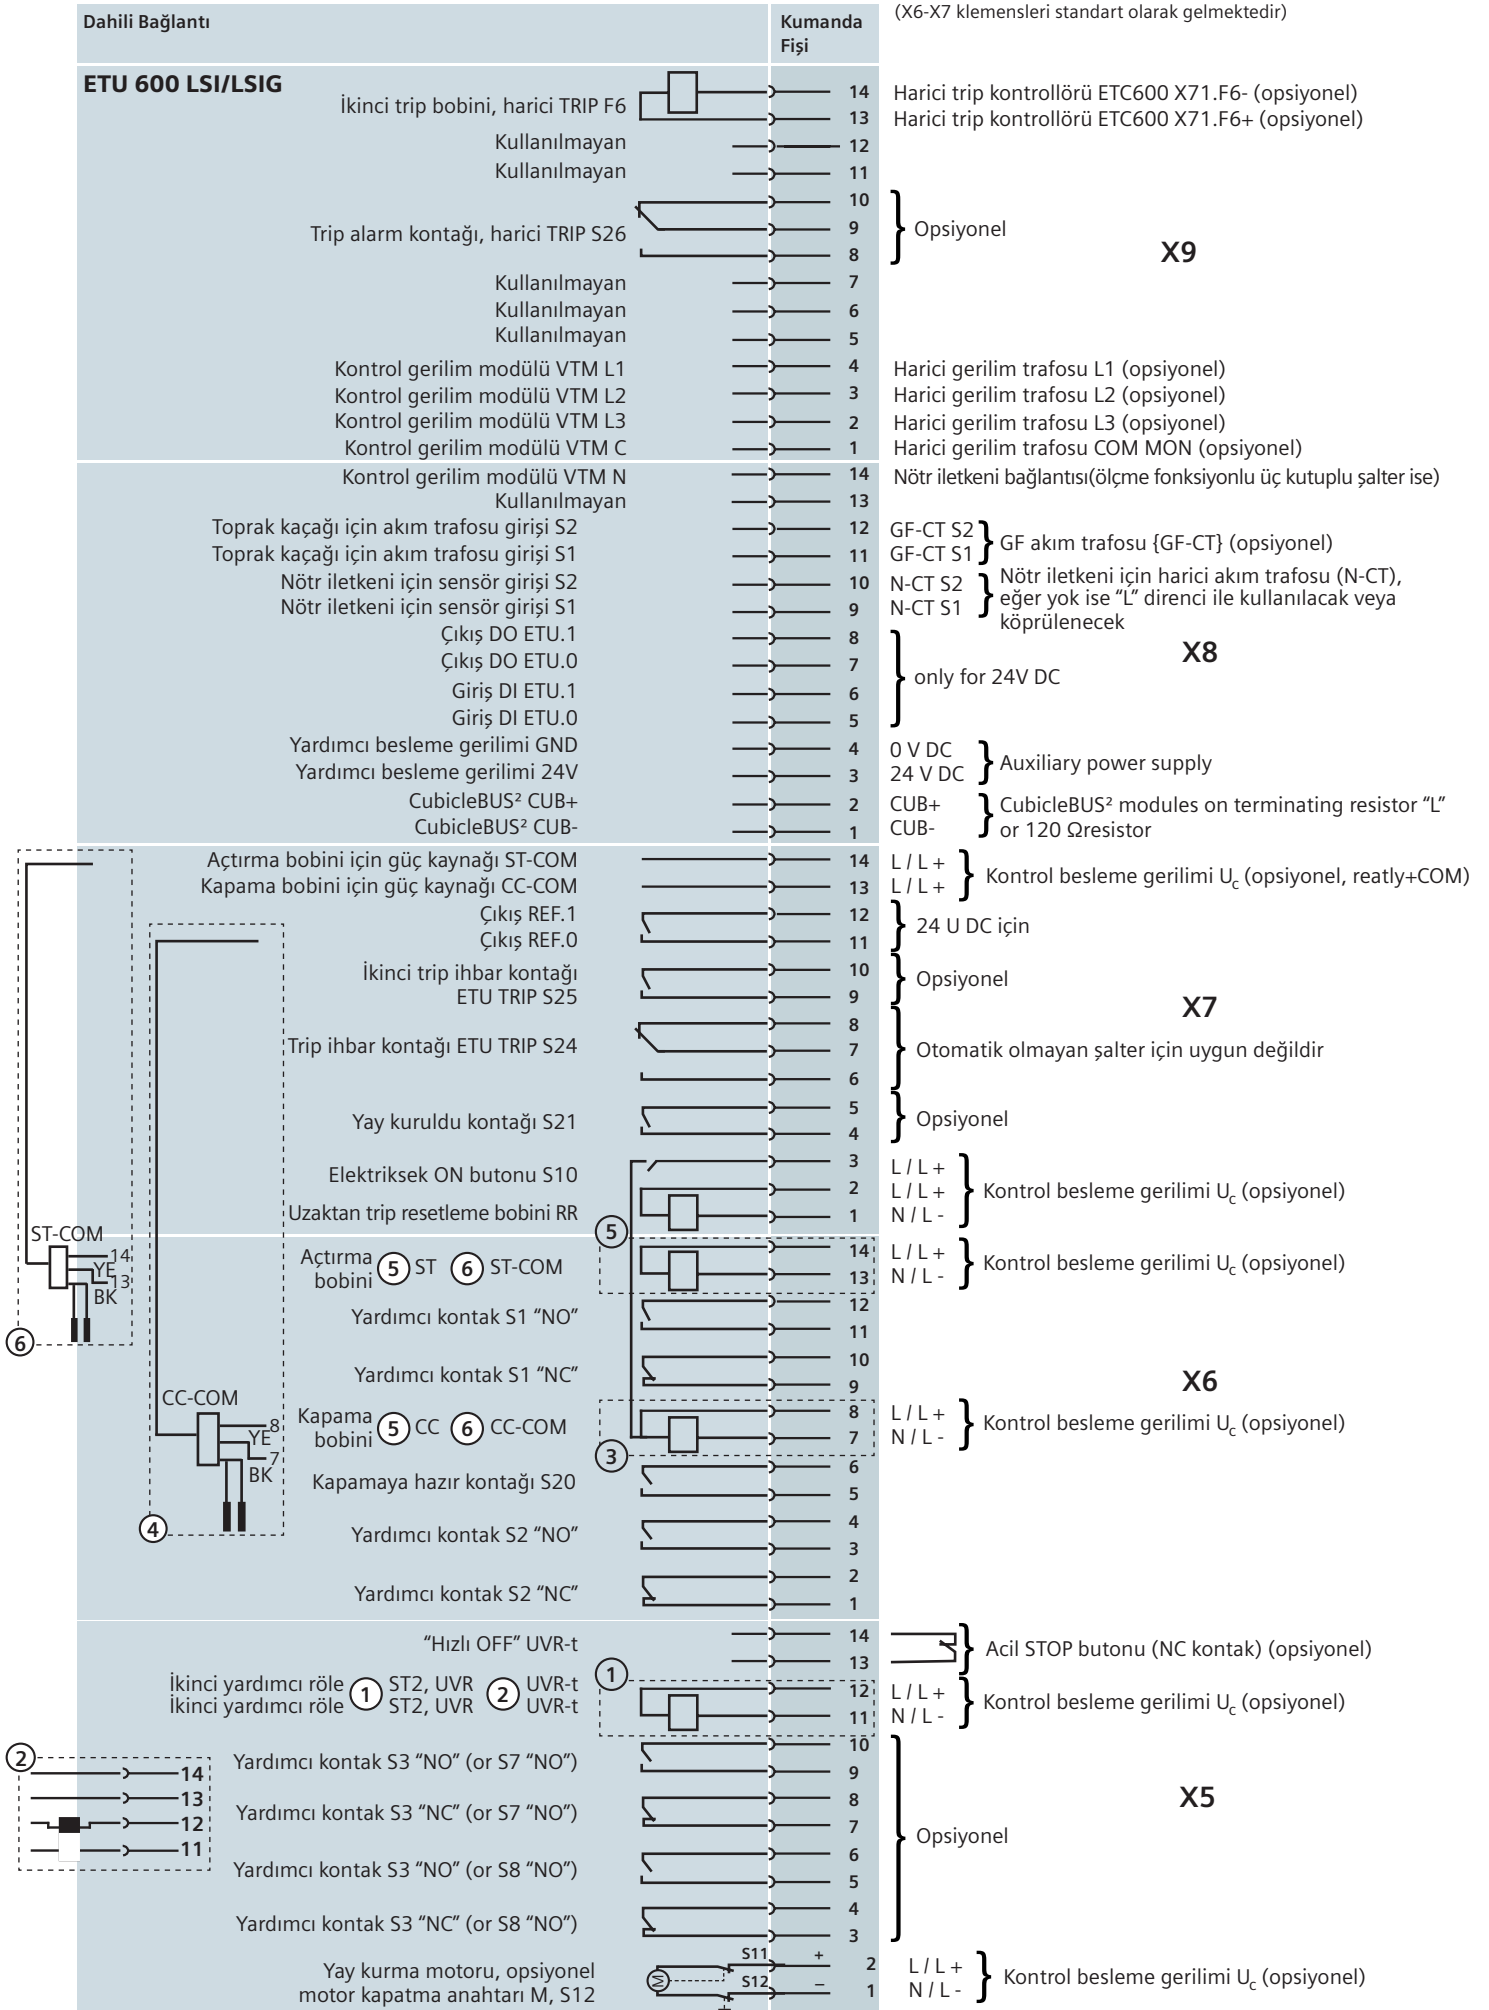 Dahili Bağlantı
Kumanda Fişi
(X6-X7 klemensleri standart olarak gelmektedir)
ETU 600 LSI/LSIG
İkinci trip bobini, harici TRIP F6
14 Harici trip kontrollörü ETC600 X71.F6- (opsiyonel)
13 Harici trip kontrollörü ETC600 X71.F6+ (opsiyonel)
Kullanılmayan 12
Kullanılmayan 11
10
Trip alarm kontağı, harici TRIP S26 9 Opsiyonel
8
X9
Kullanılmayan 7
Kullanılmayan 6
Kullanılmayan 5
Kontrol gerilim modülü VTM L1 4 Harici gerilim trafosu L1 (opsiyonel)
Kontrol gerilim modülü VTM L2 3 Harici gerilim trafosu L2 (opsiyonel)
Kontrol gerilim modülü VTM L3 2 Harici gerilim trafosu L3 (opsiyonel)
Kontrol gerilim modülü VTM C 1 Harici gerilim trafosu COM MON (opsiyonel)
Kontrol gerilim modülü VTM N 14 Nötr iletkeni bağlantısı(ölçme fonksiyonlu üç kutuplu şalter ise)
Kullanılmayan 13
Toprak kaçağı için akım trafosu girişi S2 12 GF-CT S2
Toprak kaçağı için akım trafosu girişi S1 11 GF-CT S1
GF akım trafosu {GF-CT} (opsiyonel)
Nötr iletkeni için sensör girişi S2 10 N-CT S2
Nötr iletkeni için sensör girişi S1 9 N-CT S1
Nötr iletkeni için harici akım trafosu (N-CT),
eğer yok ise “L” direnci ile kullanılacak veya
köprülenecek
X8
Çıkış DO ETU.1 8
Çıkış DO ETU.0 7
only for 24V DC
Giriş DI ETU.1 6
Giriş DI ETU.0 5
Yardımcı besleme gerilimi GND 4 0 V DC
Yardımcı besleme gerilimi 24V 3 24 V DC
Auxiliary power supply
CubicleBUS² CUB+ 2 CUB+
CubicleBUS² CUB- 1 CUB-
CubicleBUS² modules on terminating resistor “L”
or 120 Ωresistor
Açtırma bobini için güç kaynağı ST-COM 14 L / L +
Kapama bobini için güç kaynağı CC-COM 13 L / L +
Kontrol besleme gerilimi Uc (opsiyonel, reatly+COM)
Çıkış REF.1 12
Çıkış REF.0 11
24 U DC için
İkinci trip ihbar kontağı 10
ETU TRIP S25 9
Opsiyonel
X7
8
Trip ihbar kontağı ETU TRIP S24 7 Otomatik olmayan şalter için uygun değildir
6
5
Yay kuruldu kontağı S21 4
Opsiyonel
Elektriksek ON butonu S10 3 L / L +
2 L / L +
Kontrol besleme gerilimi Uc (opsiyonel)
Uzaktan trip resetleme bobini RR 1 N / L -
5
ST-COM
14
YE
13
BK
6
Açtırma bobini 5 ST 6 ST-COM
14 L / L +
13 N / L -
Kontrol besleme gerilimi Uc (opsiyonel)
Yardımcı kontak S1 “NO” 12
11
Yardımcı kontak S1 “NC” 10
9
X6
CC-COM
8
YE
7
BK
4
Kapama bobini 5 CC 6 CC-COM
8 L / L +
7 N / L -
Kontrol besleme gerilimi Uc (opsiyonel)
3
Kapamaya hazır kontağı S20 6
5
Yardımcı kontak S2 “NO” 4
3
Yardımcı kontak S2 “NC” 2
1
“Hızlı OFF” UVR-t 14
13
Acil STOP butonu (NC kontak) (opsiyonel)
1
İkinci yardımcı röle 1 ST2, UVR 2 UVR-t 12 L / L +
İkinci yardımcı röle ST2, UVR UVR-t 11 N / L -
Kontrol besleme gerilimi Uc (opsiyonel)
2
14
13
12
11
Yardımcı kontak S3 “NO” (or S7 “NO”) 10
9
X5
Yardımcı kontak S3 “NC” (or S7 “NO”) 8
7
Opsiyonel
Yardımcı kontak S3 “NO” (or S8 “NO”) 6
5
Yardımcı kontak S3 “NC” (or S8 “NO”) 4
3
Yay kurma motoru, opsiyonel M S11 + 2 L / L +
motor kapatma anahtarı M, S12 S12 – 1 N / L -
Kontrol besleme gerilimi Uc (opsiyonel)